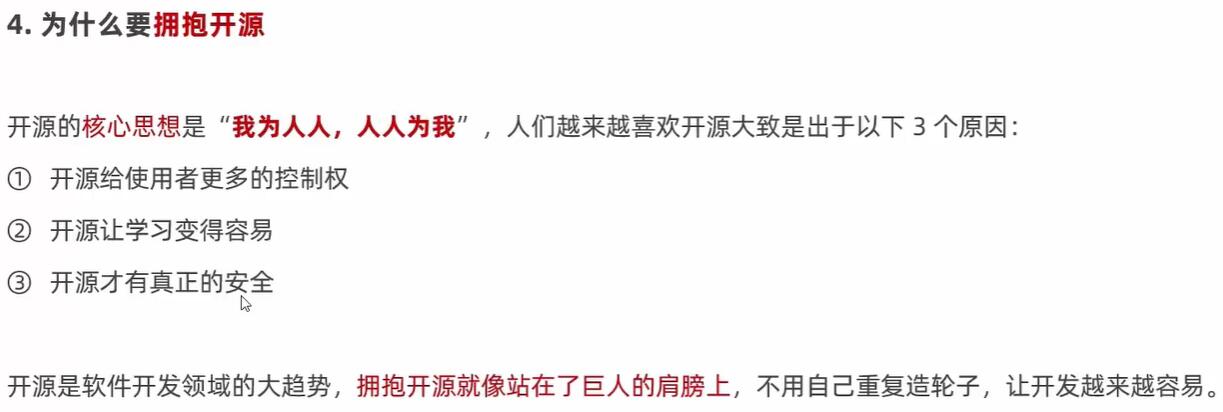 4. 为什么要拥抱开源
开源的核心思想是“我为人人，人人为我”，人们越来越喜欢开源大致是出于以下 3 个原因：
① 开源给使用者更多的控制权
② 开源让学习变得容易
③ 开源才有真正的安全
开源是软件开发领域的大趋势，拥抱开源就像站在了巨人的肩膀上，不用自己重复造轮子，让开发越来越容易。